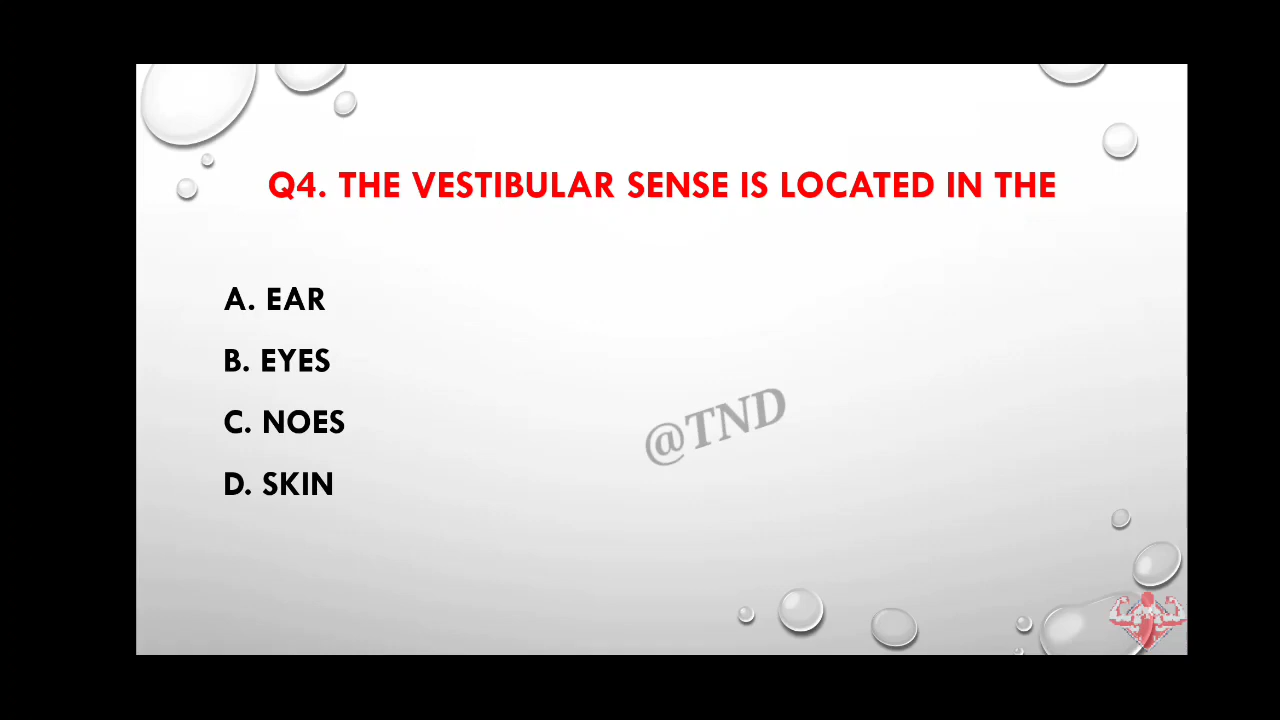 Q4. THE VESTIBULAR SENSE IS LOCATED IN THE
A. EAR
B. EYES
C. NOES
D. SKIN
@TND